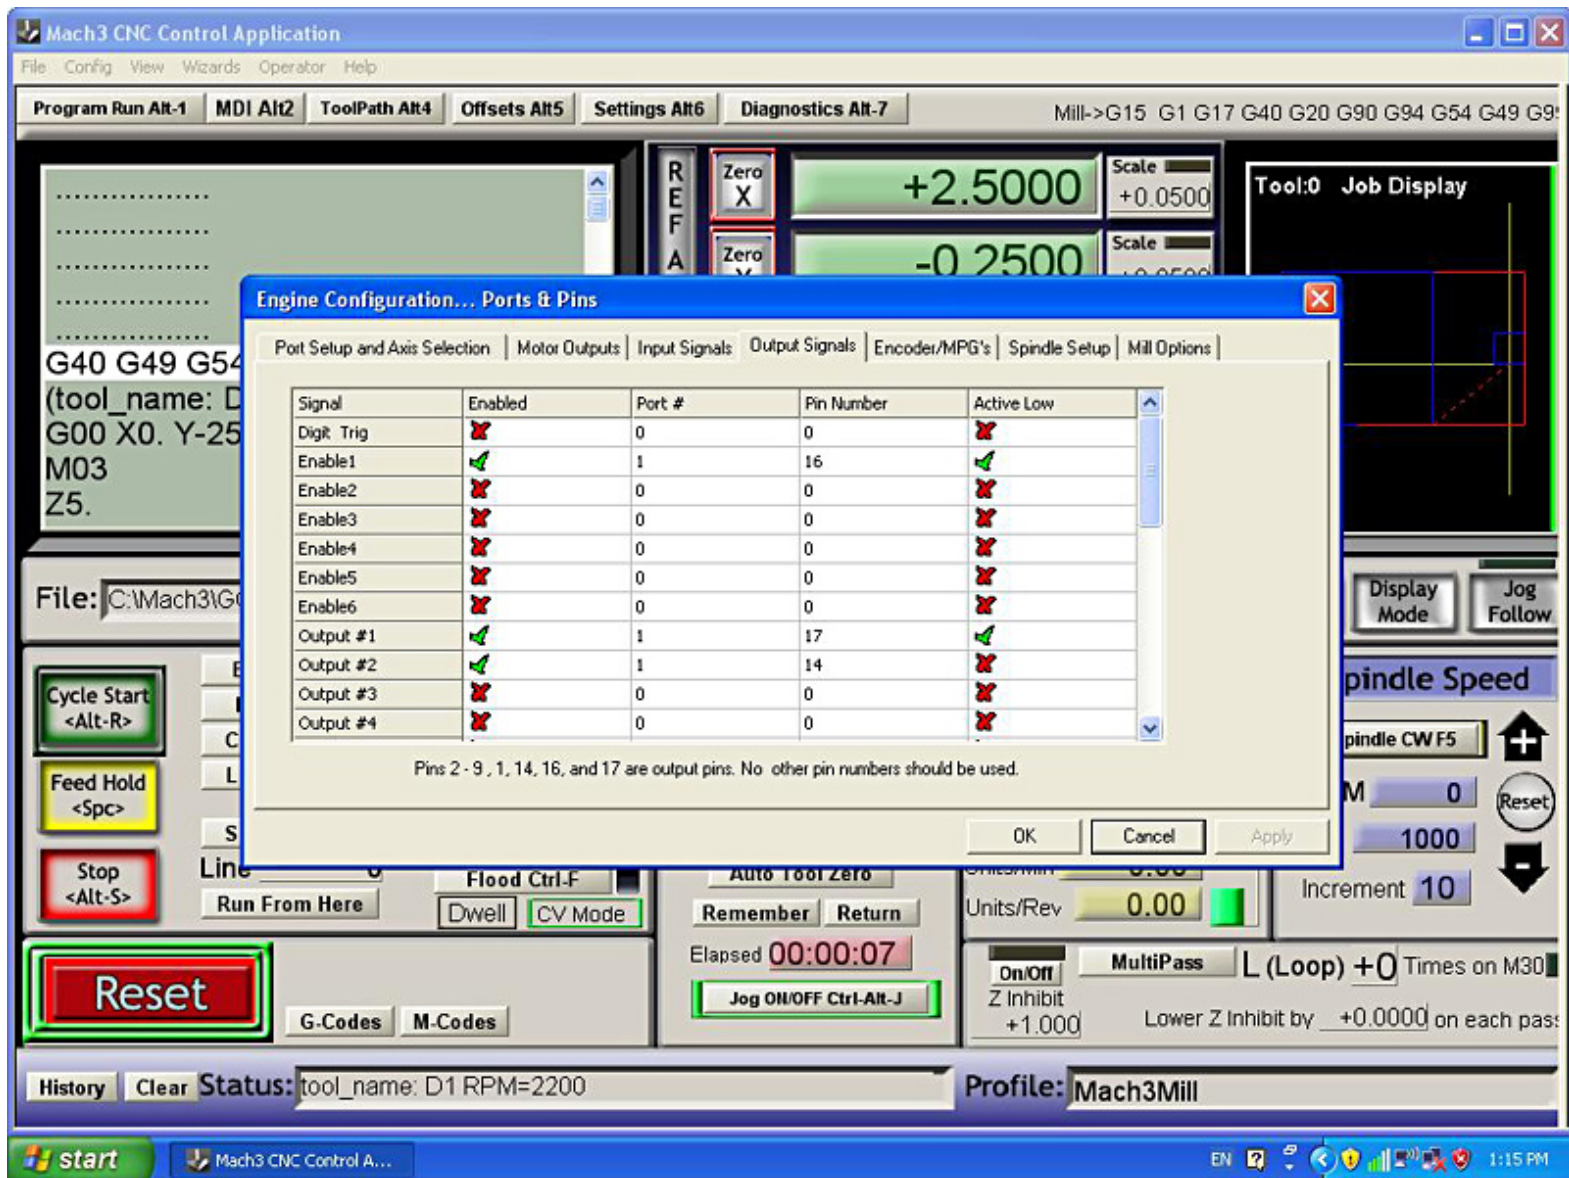 Mach3 CNC Control Application
File Config View Wizards Operator Help
Program Run Alt-1 MDI Alt2 ToolPath Alt4 Offsets Alt5 Settings Alt6 Diagnostics Alt-7 Mill->G15 G1 G17 G40 G20 G90 G94 G54 G49 G9
REF A
Zero X +2.5000 Scale +0.0500
Zero -0.2500 Scale
Tool:0 Job Display
G40 G49 G54
(tool_name: D
G00 X0. Y-25
M03
Z5.
Engine Configuration... Ports & Pins
Port Setup and Axis Selection Motor Outputs Input Signals Output Signals Encoder/MPG's Spindle Setup Mill Options
Signal Enabled Port # Pin Number Active Low
Digit Trig 0 0
Enable1 1 16
Enable2 0 0
Enable3 0 0
Enable4 0 0
Enable5 0 0
Enable6 0 0
Output #1 1 17
Output #2 1 14
Output #3 0 0
Output #4 0 0
Pins 2 - 9 , 1, 14, 16, and 17 are output pins. No other pin numbers should be used.
OK Cancel Apply
File: C:\Mach3\G
Display Mode
Jog Follow
Cycle Start
<Alt-R>
Feed Hold
<Spc>
Stop
<Alt-S>
Line 0
Run From Here
Flood Ctrl-F
Dwell CV Mode
Auto Tool Zero
Remember Return
Elapsed 00:00:07
Jog ON/OFF Ctrl-Alt-J
Units/Min 0.00
Units/Rev 0.00
pindle Speed
pindle CW F5
M 0
Reset
1000
Increment 10
Reset
G-Codes M-Codes
On/Off
Z Inhibit
+1.000
MultiPass L (Loop) +0 Times on M30
Lower Z Inhibit by +0.0000 on each pas
History Clear Status: tool_name: D1 RPM=2200 Profile: Mach3Mill
start Mach3 CNC Control A... EN 1:15 PM